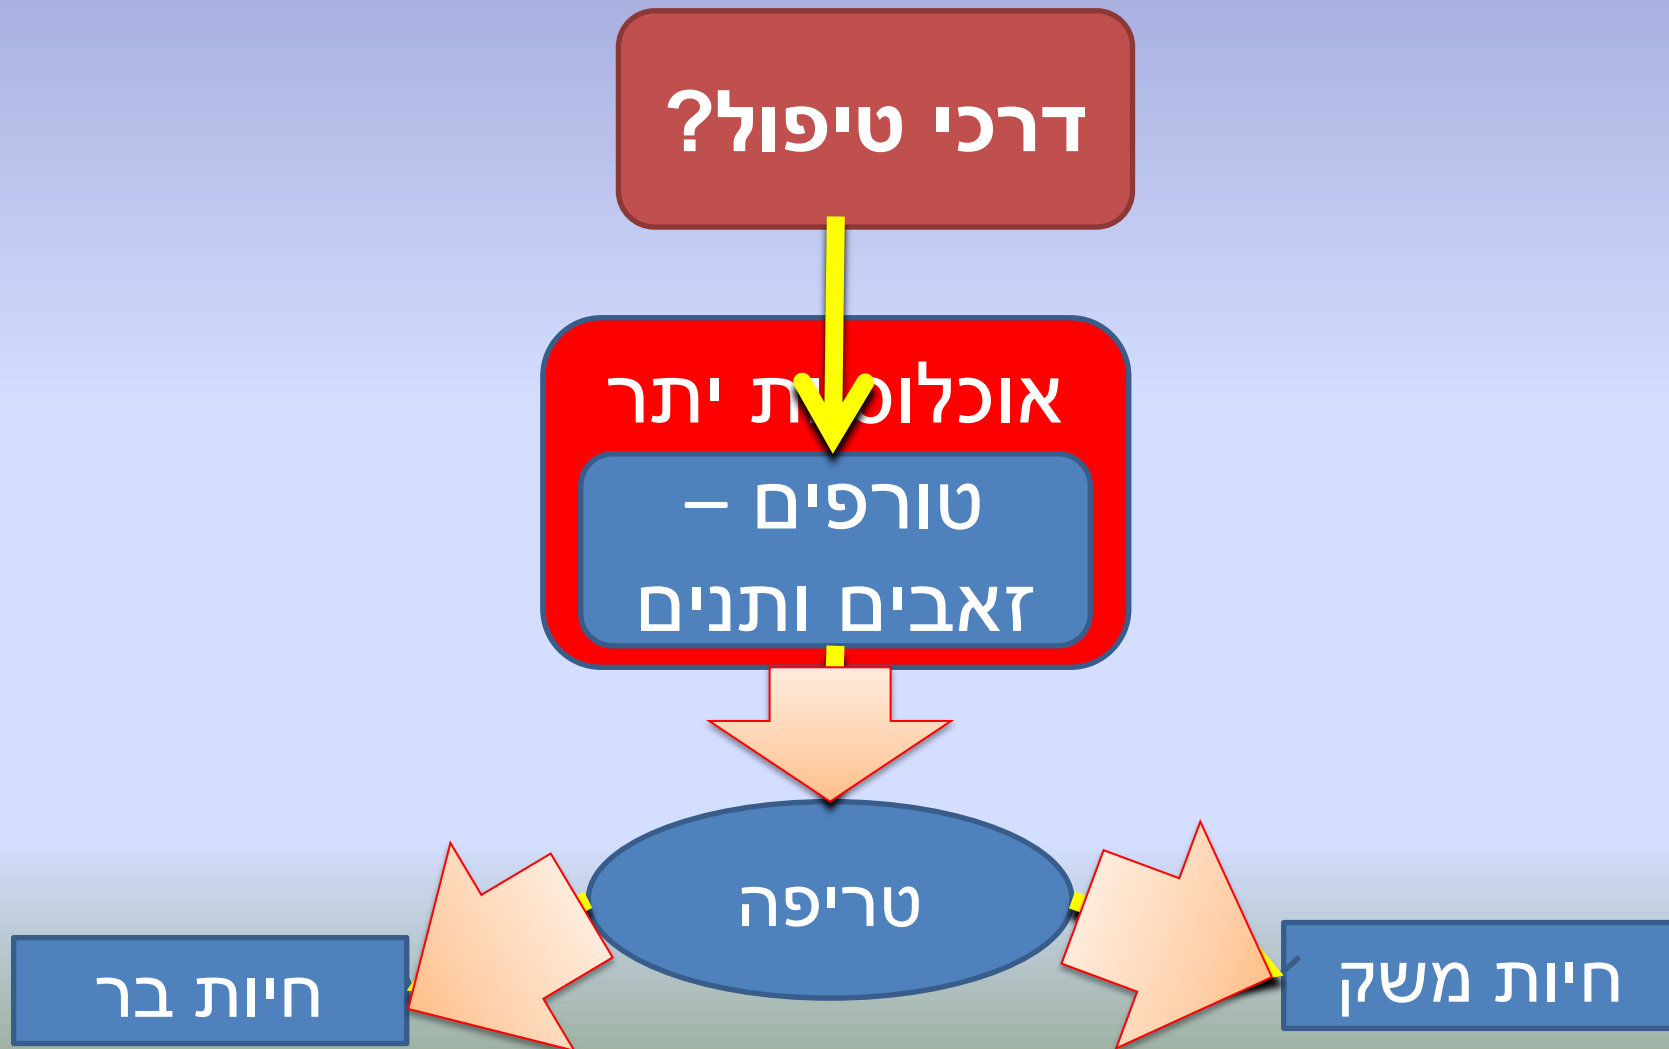 דרכי טיפול?
אוכלוסיות יתר
טורפים –
זאבים ותנים
טריפה
חיות משק
חיות בר